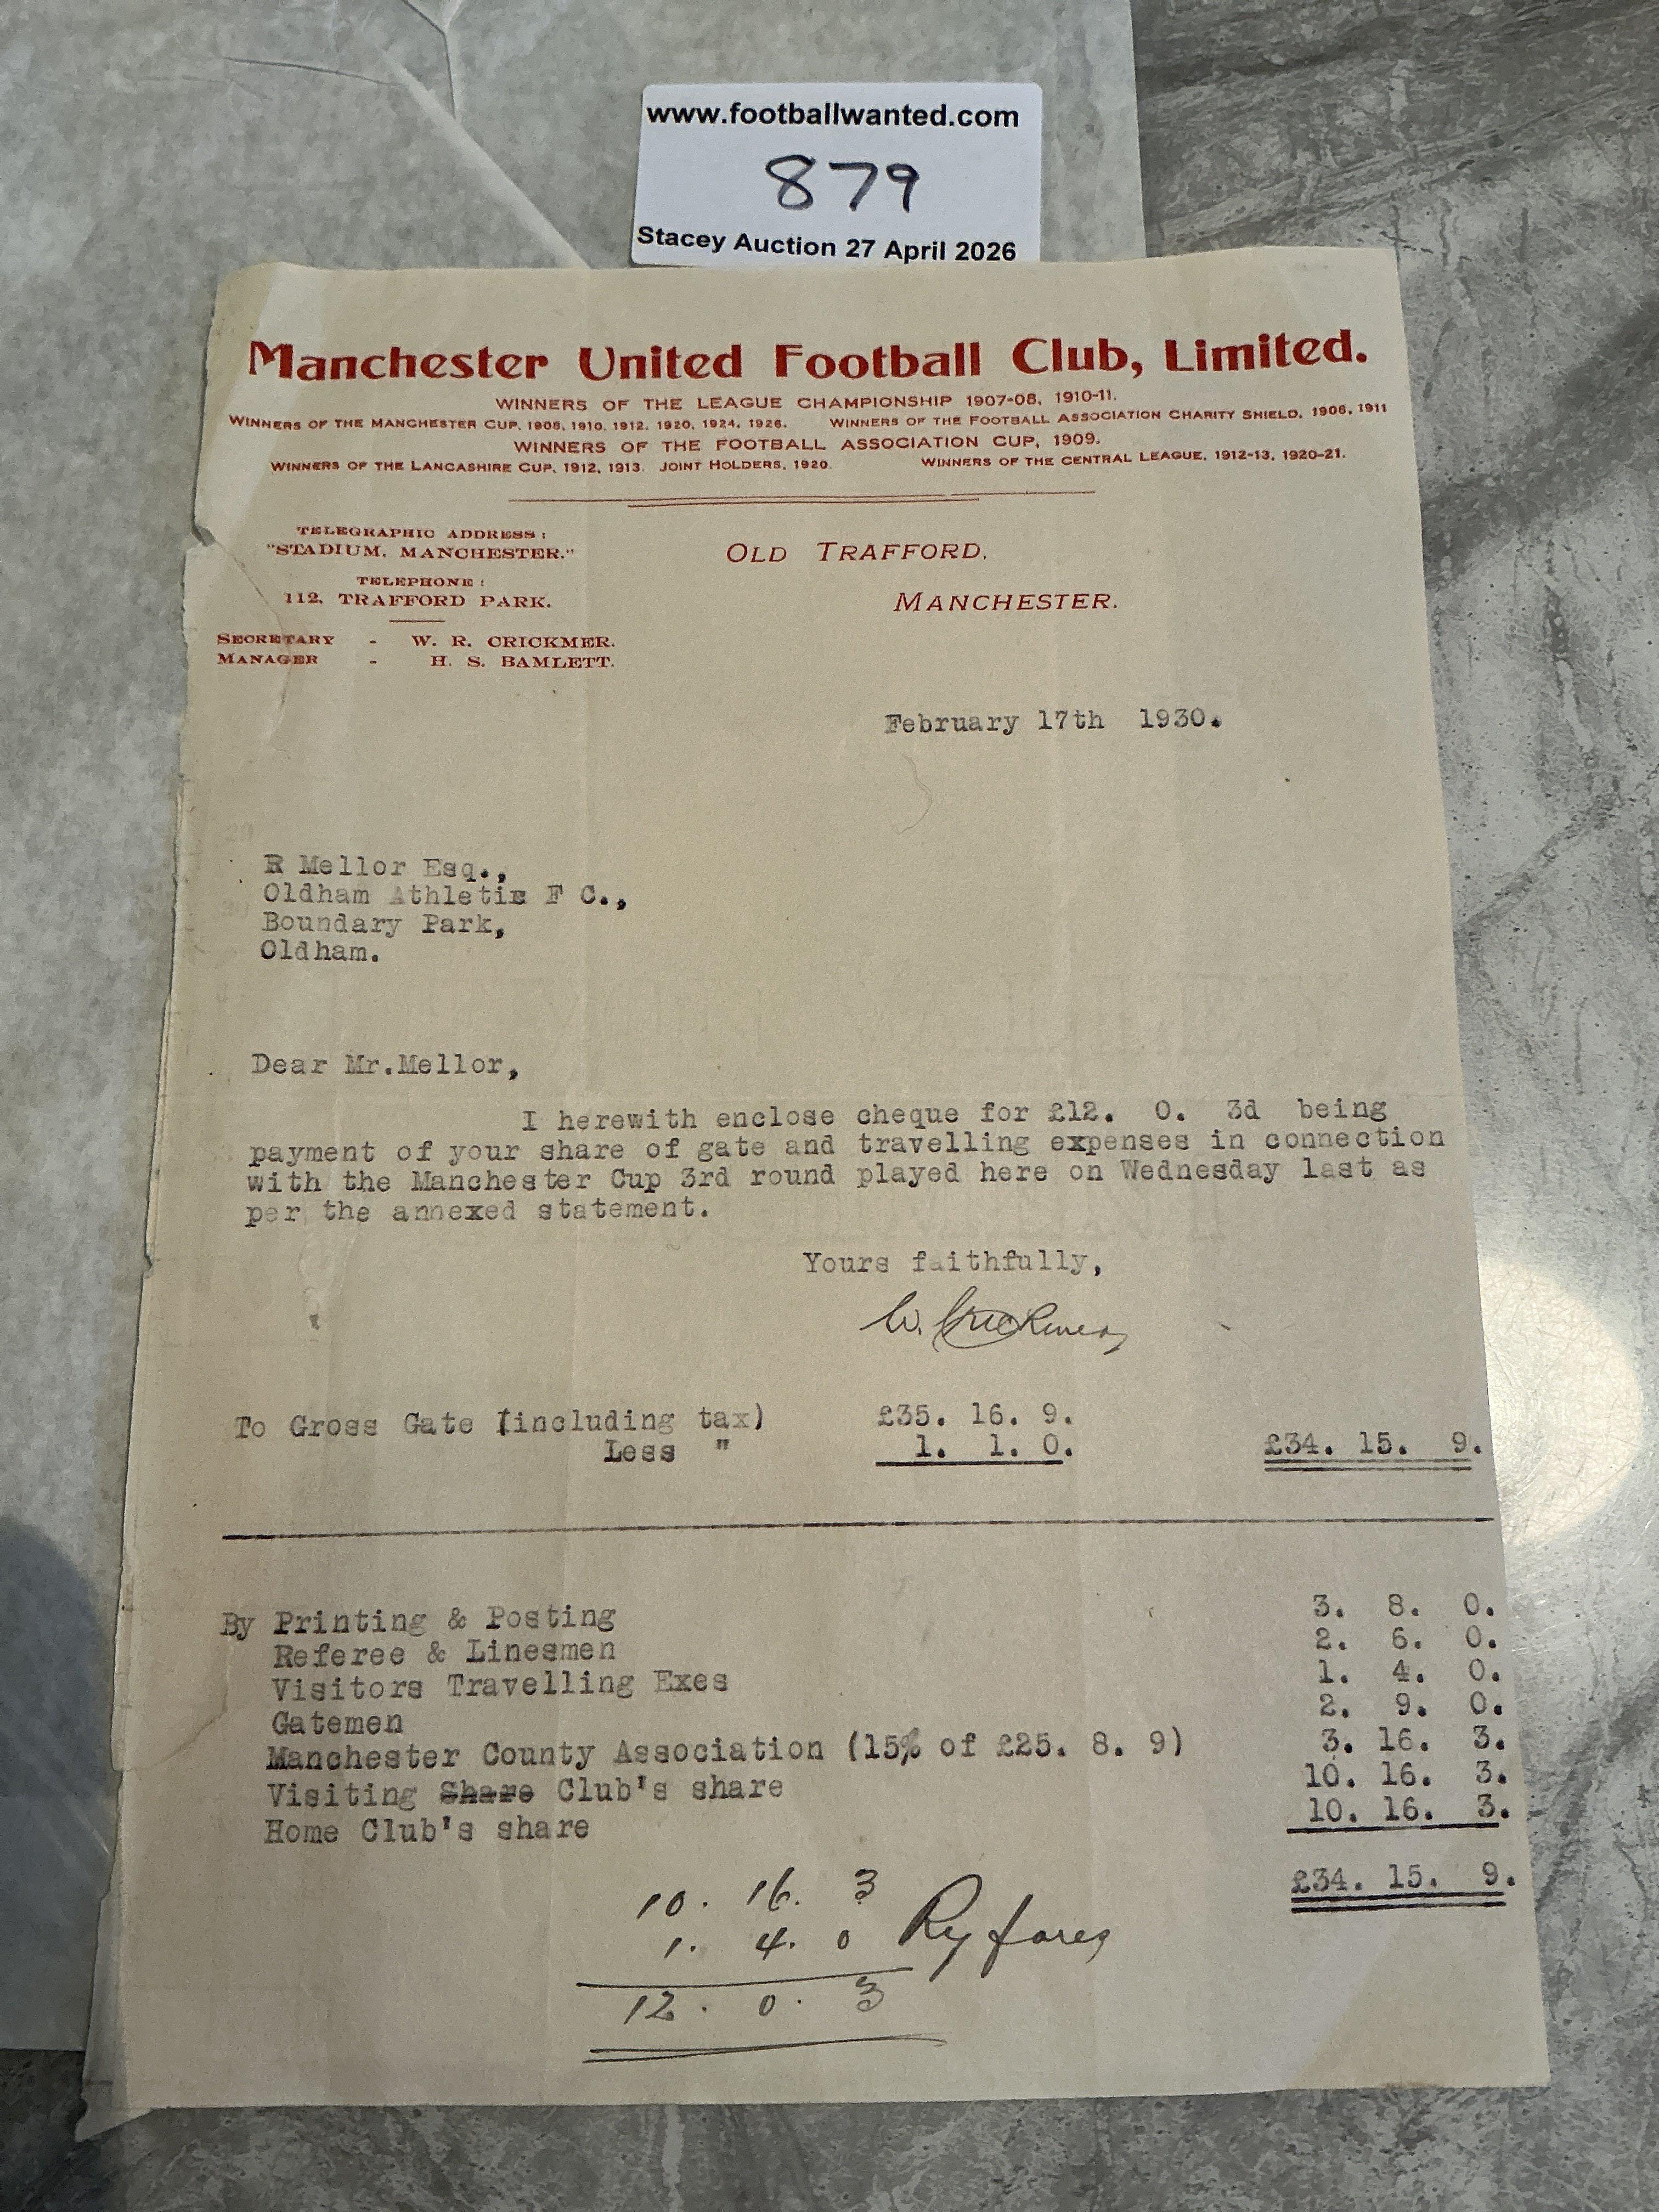 www.footballwanted.com
879
Stacey Auction 27 April 2026
Manchester United Football Club, Limited.
WINNERS OF THE LEAGUE CHAMPIONSHIP 1907-08, 1910-11.
WINNERS OF THE MANCHESTER CUP, 1908, 1910, 1912, 1920, 1924, 1926. WINNERS OF THE FOOTBALL ASSOCIATION CHARITY SHIELD, 1908, 1911
WINNERS OF THE FOOTBALL ASSOCIATION CUP, 1909.
WINNERS OF THE LANCASHIRE CUP, 1912, 1913. JOINT HOLDERS, 1920. WINNERS OF THE CENTRAL LEAGUE, 1912-13, 1920-21.
TELEGRAPHIC ADDRESS:
"STADIUM, MANCHESTER."
TELEPHONE:
112, TRAFFORD PARK.
SECRETARY - W. R. CRICKMER.
MANAGER - H. S. BAMLETT.
OLD TRAFFORD,
MANCHESTER.
February 17th 1930.
R Mellor Esq.,
Oldham Athletic F C.,
Boundary Park,
Oldham.
Dear Mr.Mellor,
I herewith enclose cheque for £12. 0. 3d being
payment of your share of gate and travelling expenses in connection
with the Manchester Cup 3rd round played here on Wednesday last as
per the annexed statement.
Yours faithfully,
W. Crickmer
To Gross Gate (including tax) £35. 16. 9.
Less " 1. 1. 0. £34. 15. 9.
By Printing & Posting 3. 8. 0.
Referee & Linesmen 2. 6. 0.
Visitors Travelling Exes 1. 4. 0.
Gatemen 2. 9. 0.
Manchester County Association (15% of £25. 8. 9) 3. 16. 3.
Visiting Share Club's share 10. 16. 3.
Home Club's share 10. 16. 3.
£34. 15. 9.
10. 16. 3
1. 4. 0 Ry fares
12. 0. 3